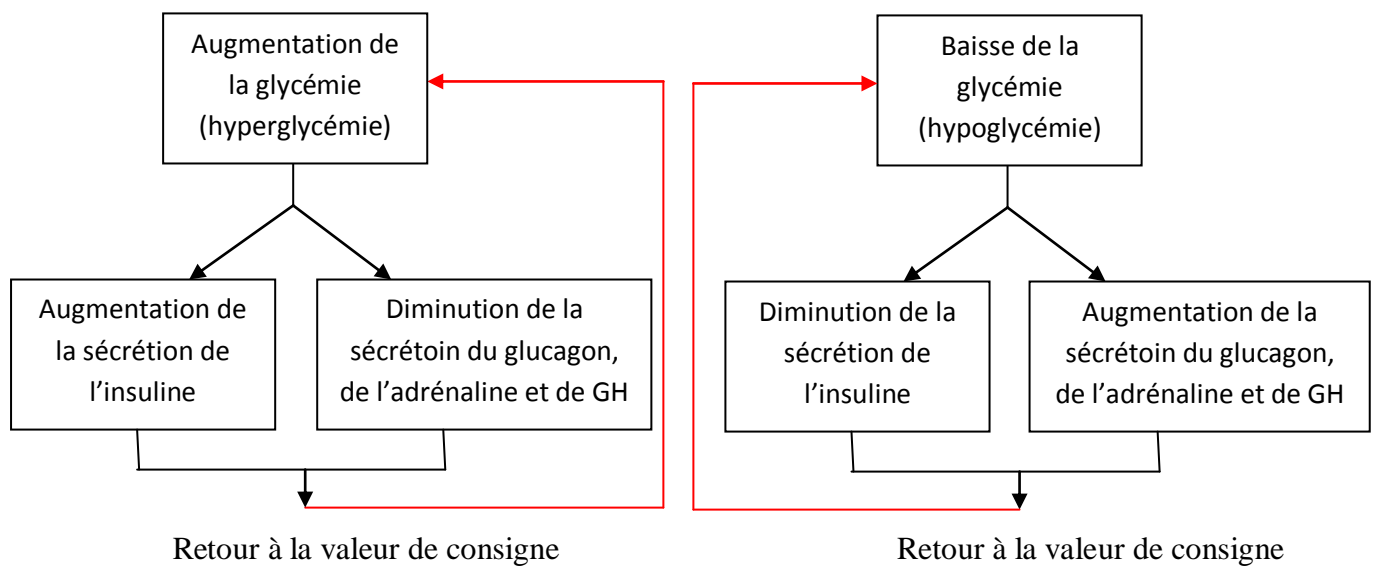 Augmentation de
la glycémie
(hyperglycémie)
Baisse de la
glycémie
(hypoglycémie)
Augmentation de
la sécrétion de
l’insuline
Diminution de la
sécrétoin du glucagon,
de l’adrénaline et de GH
Diminution de la
sécrétion de
l’insuline
Augmentation de la
sécrétoin du glucagon,
de l’adrénaline et de GH
Retour à la valeur de consigne
Retour à la valeur de consigne